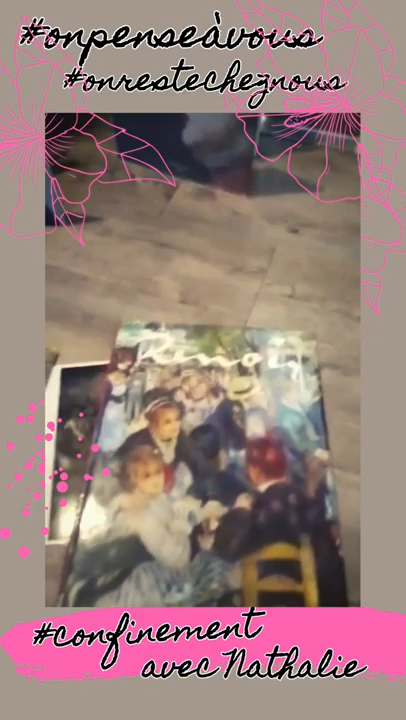 #onpenseàvous
#onrestecheznous
Renoir
#confinement
avec Nathalie